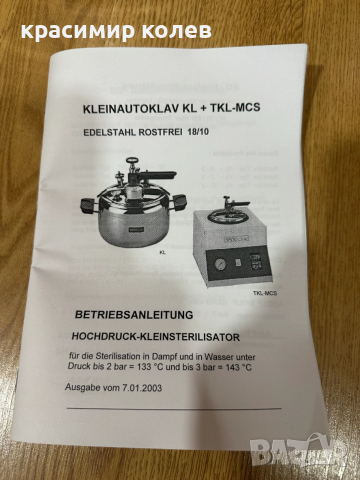 красимир колев
KLEINAUTOKLAV KL + TKL-MCS
EDELSTAHL ROSTFREI 18/10
KL
TKL-MCS
BETRIEBSANLEITUNG
HOCHDRUCK-KLEINSTERILISATOR
für die Sterilisation in Dampf und in Wasser unter
Druck bis 2 bar = 133 °C und bis 3 bar = 143 °C
Ausgabe vom 7.01.2003
BAZAR